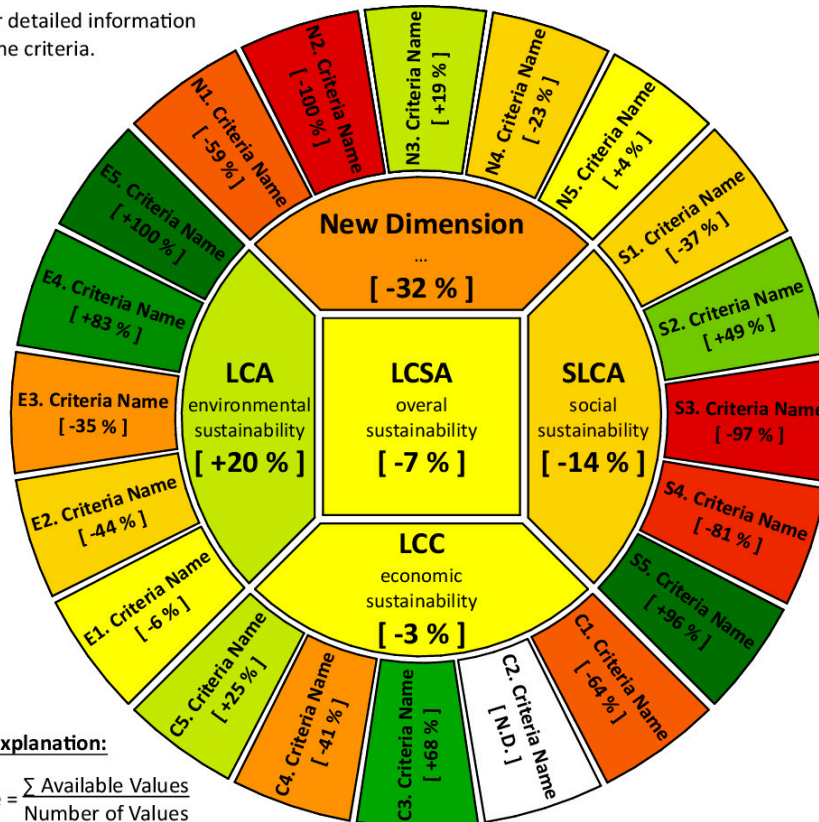 r detailed information
ne criteria.
N1. Criteria Name
[ -59 % ]
N2. Criteria Name
[ -100 % ]
N3. Criteria Name
[ +19 % ]
N4. Criteria Name
[ -23 % ]
N5. Criteria Name
[ +4 % ]
S1. Criteria Name
[ -37 % ]
S2. Criteria Name
[ +49 % ]
S3. Criteria Name
[ -97 % ]
S4. Criteria Name
[ -81 % ]
S5. Criteria Name
[ +96 % ]
C1. Criteria Name
[ -64 % ]
C2. Criteria Name
[ N.D. ]
C3. Criteria Name
[ +68 % ]
C4. Criteria Name
[ -41 % ]
C5. Criteria Name
[ +25 % ]
E1. Criteria Name
[ -6 % ]
E2. Criteria Name
[ -44 % ]
E3. Criteria Name
[ -35 % ]
E4. Criteria Name
[ +83 % ]
E5. Criteria Name
[ +100 % ]
New Dimension
...
[ -32 % ]
LCA
environmental
sustainability
[ +20 % ]
LCSA
overal
sustainability
[ -7 % ]
SLCA
social
sustainability
[ -14 % ]
LCC
economic
sustainability
[ -3 % ]
xplanation:
= ∑ Available Values
Number of Values